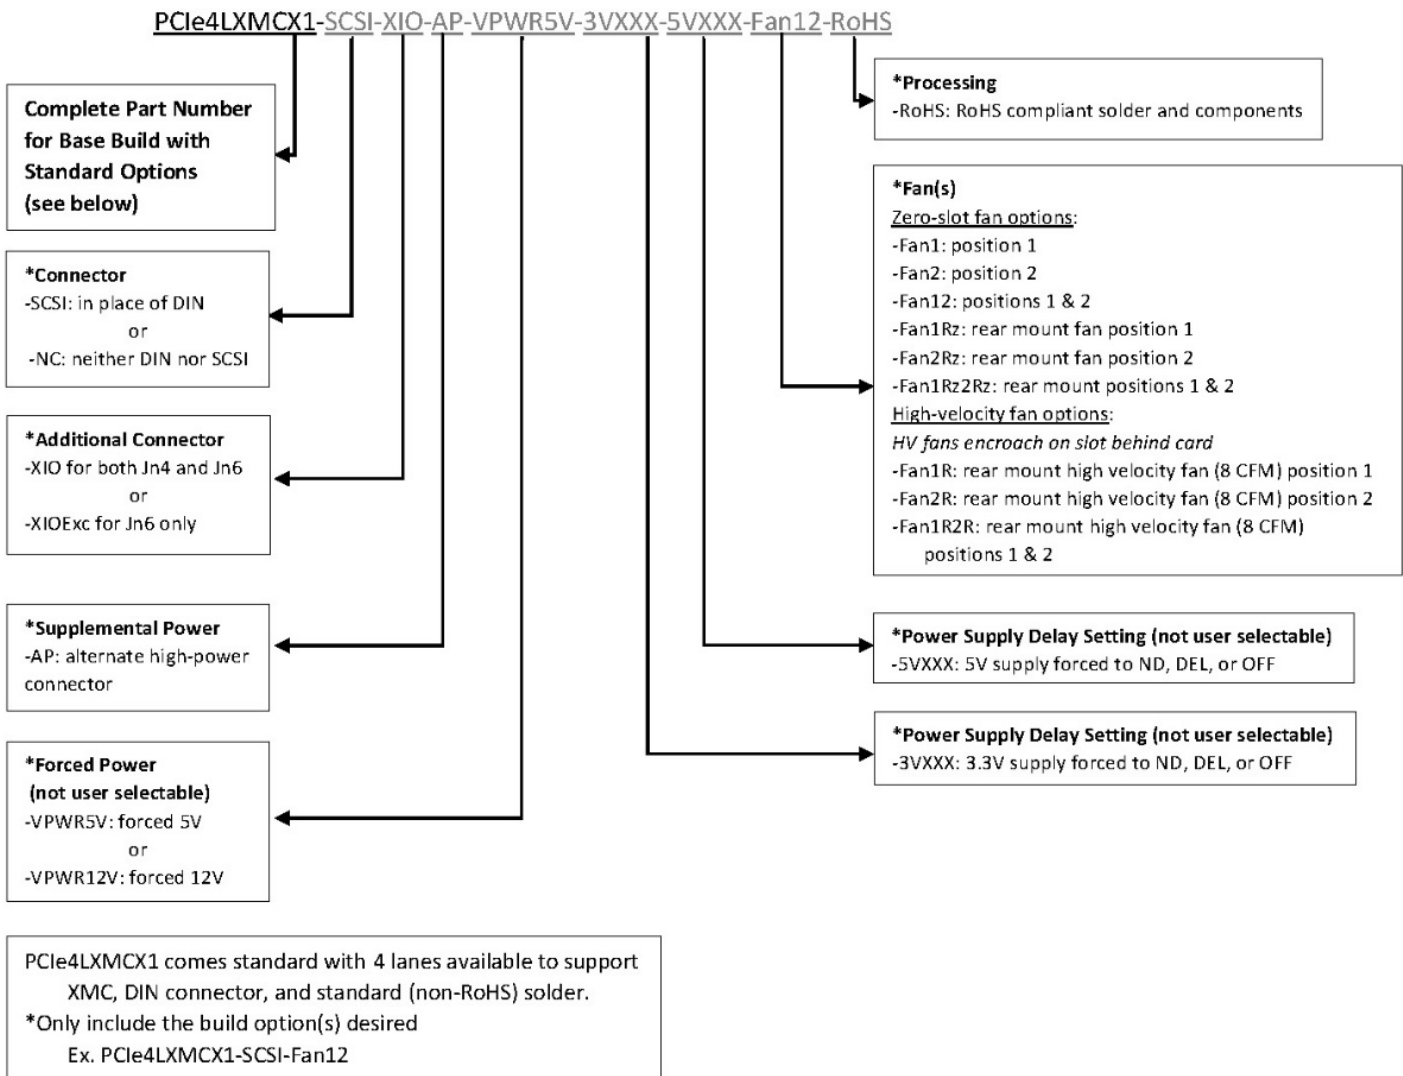 PCIe4LXMCX1-SCSI-XIO-AP-VPWR5V-3VXXX-5VXXX-Fan12-RoHS
Complete Part Number
for Base Build with
Standard Options
(see below)
*Connector
-SCSI: in place of DIN
or
-NC: neither DIN nor SCSI
*Additional Connector
-XIO for both Jn4 and Jn6
or
-XIOExc for Jn6 only
*Supplemental Power
-AP: alternate high-power
connector
*Forced Power
(not user selectable)
-VPWR5V: forced 5V
or
-VPWR12V: forced 12V
*Processing
-RoHS: RoHS compliant solder and components
*Fan(s)
Zero-slot fan options:
-Fan1: position 1
-Fan2: position 2
-Fan12: positions 1 & 2
-Fan1Rz: rear mount fan position 1
-Fan2Rz: rear mount fan position 2
-Fan1Rz2Rz: rear mount positions 1 & 2
High-velocity fan options:
HV fans encroach on slot behind card
-Fan1R: rear mount high velocity fan (8 CFM) position 1
-Fan2R: rear mount high velocity fan (8 CFM) position 2
-Fan1R2R: rear mount high velocity fan (8 CFM)
positions 1 & 2
*Power Supply Delay Setting (not user selectable)
-5VXXX: 5V supply forced to ND, DEL, or OFF
*Power Supply Delay Setting (not user selectable)
-3VXXX: 3.3V supply forced to ND, DEL, or OFF
PCIe4LXMCX1 comes standard with 4 lanes available to support
XMC, DIN connector, and standard (non-RoHS) solder.
*Only include the build option(s) desired
Ex. PCIe4LXMCX1-SCSI-Fan12